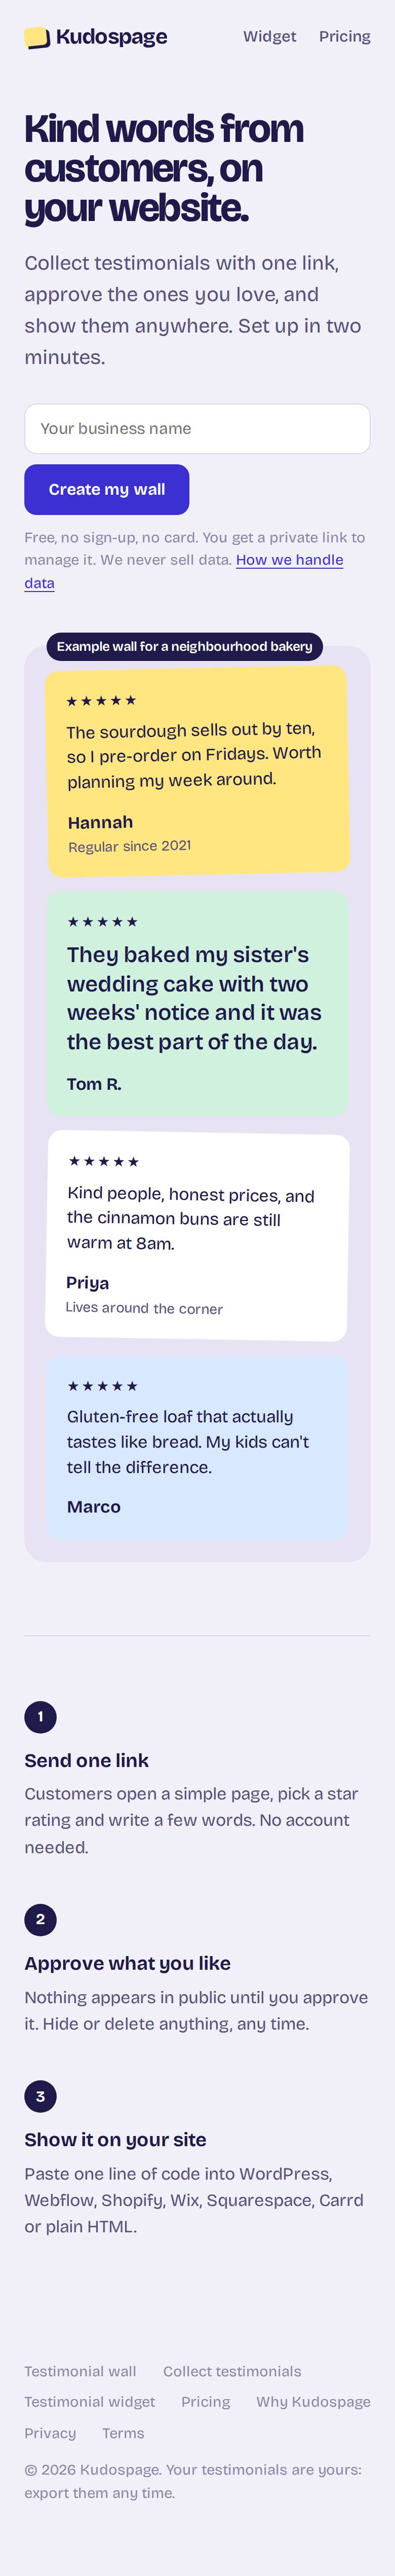 Kudospage
Widget Pricing
Kind words from
customers, on
your website.
Collect testimonials with one link,
approve the ones you love, and
show them anywhere. Set up in two
minutes.
Your business name
Create my wall
Free, no sign-up, no card. You get a private link to
manage it. We never sell data. How we handle
data
Example wall for a neighbourhood bakery
★★★★★
The sourdough sells out by ten,
so I pre-order on Fridays. Worth
planning my week around.
Hannah
Regular since 2021
★★★★★
They baked my sister's
wedding cake with two
weeks' notice and it was
the best part of the day.
Tom R.
★★★★★
Kind people, honest prices, and
the cinnamon buns are still
warm at 8am.
Priya
Lives around the corner
★★★★★
Gluten-free loaf that actually
tastes like bread. My kids can't
tell the difference.
Marco
1
Send one link
Customers open a simple page, pick a star
rating and write a few words. No account
needed.
2
Approve what you like
Nothing appears in public until you approve
it. Hide or delete anything, any time.
3
Show it on your site
Paste one line of code into WordPress,
Webflow, Shopify, Wix, Squarespace, Carrd
or plain HTML.
Testimonial wall Collect testimonials
Testimonial widget Pricing Why Kudospage
Privacy Terms
© 2026 Kudospage. Your testimonials are yours:
export them any time.